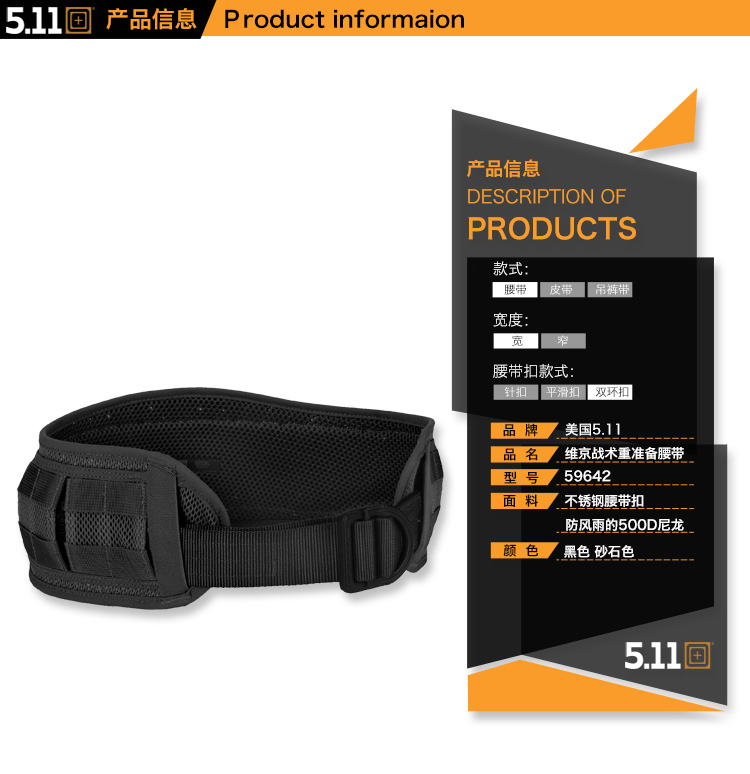 5.11 产品信息 Product informaion
产品信息
DESCRIPTION OF
PRODUCTS
款式：
腰带 皮带 吊裤带
宽度：
宽 窄
腰带扣款式：
针扣 平滑扣 双环扣
品 牌 美国5.11
品 名 维京战术重准备腰带
型 号 59642
面 料 不锈钢腰带扣
防风雨的500D尼龙
颜 色 黑色 砂石色
5.11